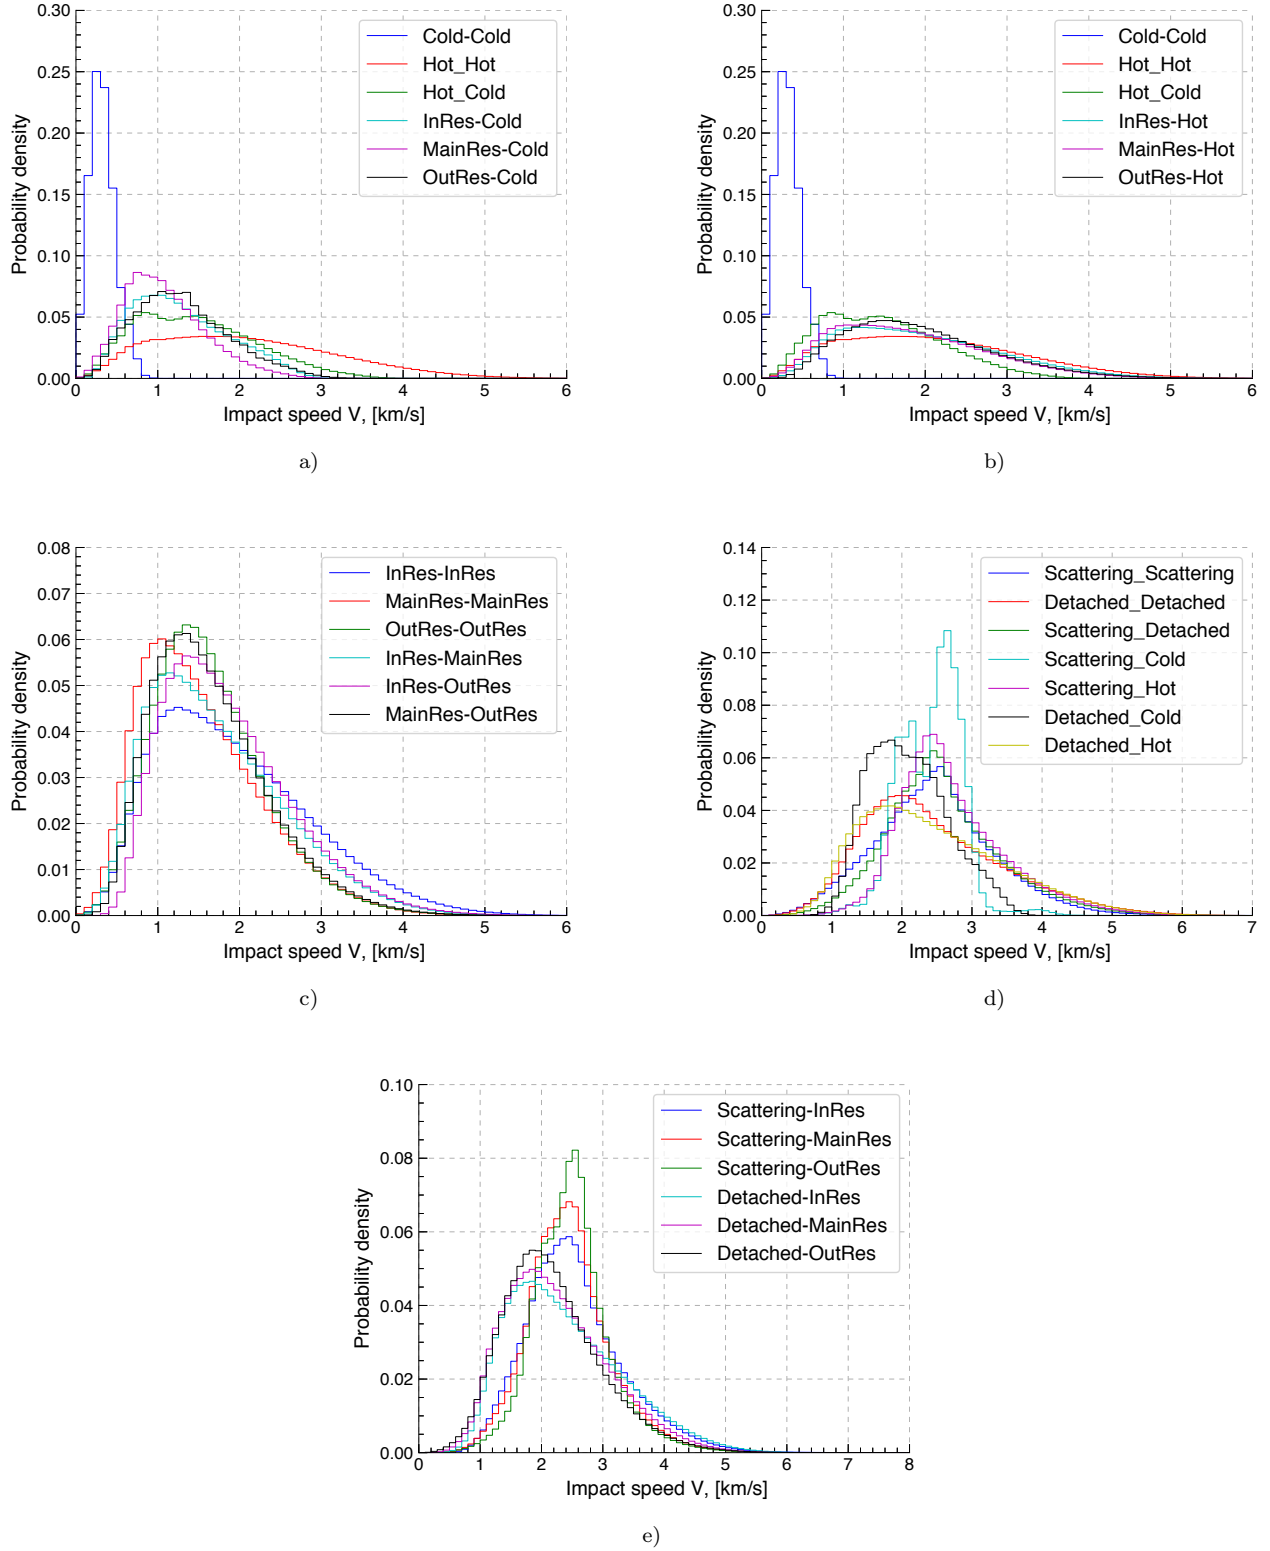 0.30
0.25
0.20
0.15
0.10
0.05
0.00
Probability density
Cold-Cold
Hot_Hot
Hot_Cold
InRes-Cold
MainRes-Cold
OutRes-Cold
0 1 2 3 4 5 6
Impact speed V, [km/s]
a)
0.30
0.25
0.20
0.15
0.10
0.05
0.00
Probability density
Cold-Cold
Hot_Hot
Hot_Cold
InRes-Hot
MainRes-Hot
OutRes-Hot
0 1 2 3 4 5 6
Impact speed V, [km/s]
b)
0.08
0.07
0.06
0.05
0.04
0.03
0.02
0.01
0.00
Probability density
InRes-InRes
MainRes-MainRes
OutRes-OutRes
InRes-MainRes
InRes-OutRes
MainRes-OutRes
0 1 2 3 4 5 6
Impact speed V, [km/s]
c)
0.14
0.12
0.10
0.08
0.06
0.04
0.02
0.00
Probability density
Scattering_Scattering
Detached_Detached
Scattering_Detached
Scattering_Cold
Scattering_Hot
Detached_Cold
Detached_Hot
0 1 2 3 4 5 6 7
Impact speed V, [km/s]
d)
0.10
0.08
0.06
0.04
0.02
0.00
Probability density
Scattering-InRes
Scattering-MainRes
Scattering-OutRes
Detached-InRes
Detached-MainRes
Detached-OutRes
0 1 2 3 4 5 6 7 8
Impact speed V, [km/s]
e)